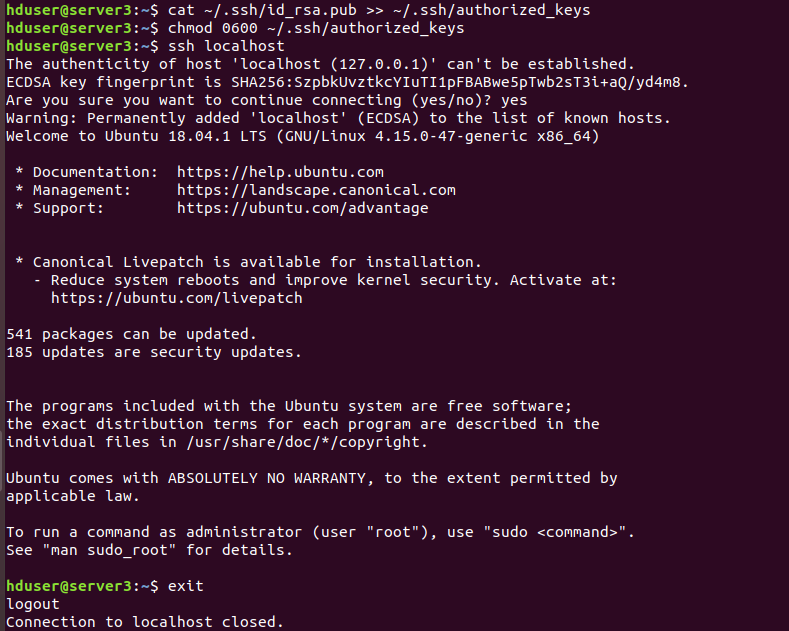 hduser@server3:~$ cat ~/.ssh/id_rsa.pub >> ~/.ssh/authorized_keys
hduser@server3:~$ chmod 0600 ~/.ssh/authorized_keys
hduser@server3:~$ ssh localhost
The authenticity of host 'localhost (127.0.0.1)' can't be established.
ECDSA key fingerprint is SHA256:SzpbkUvztkcYIuTI1pFBABwe5pTwb2sT3i+aQ/yd4m8.
Are you sure you want to continue connecting (yes/no)? yes
Warning: Permanently added 'localhost' (ECDSA) to the list of known hosts.
Welcome to Ubuntu 18.04.1 LTS (GNU/Linux 4.15.0-47-generic x86_64)

 * Documentation:  https://help.ubuntu.com
 * Management:     https://landscape.canonical.com
 * Support:        https://ubuntu.com/advantage


 * Canonical Livepatch is available for installation.
   - Reduce system reboots and improve kernel security. Activate at:
     https://ubuntu.com/livepatch

541 packages can be updated.
185 updates are security updates.


The programs included with the Ubuntu system are free software;
the exact distribution terms for each program are described in the
individual files in /usr/share/doc/*/copyright.

Ubuntu comes with ABSOLUTELY NO WARRANTY, to the extent permitted by
applicable law.

To run a command as administrator (user "root"), use "sudo <command>".
See "man sudo_root" for details.

hduser@server3:~$ exit
logout
Connection to localhost closed.